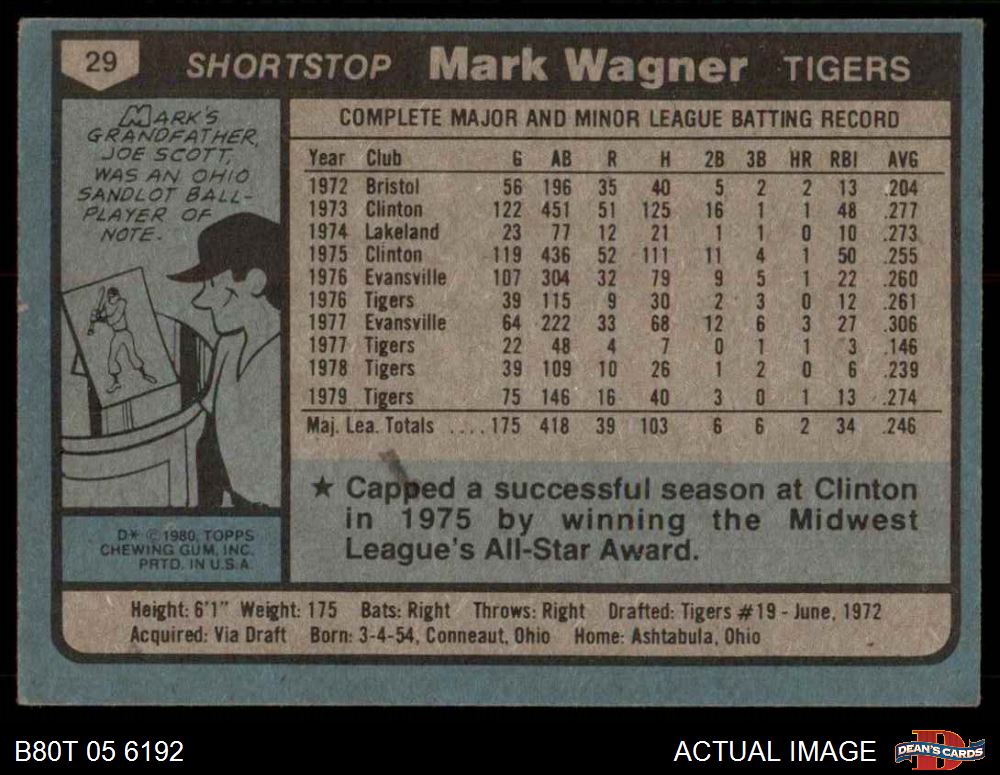 29 SHORTSTOP Mark Wagner TIGERS
MARK'S
GRANDFATHER,
JOE SCOTT,
WAS AN OHIO
SANDLOT BALL-
PLAYER OF
NOTE.
D* © 1980, TOPPS
CHEWING GUM, INC.
PRTD. IN U.S.A.
COMPLETE MAJOR AND MINOR LEAGUE BATTING RECORD
Year Club G AB R H 2B 3B HR RBI AVG
1972 Bristol 56 196 35 40 5 2 2 13 .204
1973 Clinton 122 451 51 125 16 1 1 48 .277
1974 Lakeland 23 77 12 21 1 1 0 10 .273
1975 Clinton 119 436 52 111 11 4 1 50 .255
1976 Evansville 107 304 32 79 9 5 1 22 .260
1976 Tigers 39 115 9 30 2 3 0 12 .261
1977 Evansville 64 222 33 68 12 6 3 27 .306
1977 Tigers 22 48 4 7 0 1 1 3 .146
1978 Tigers 39 109 10 26 1 2 0 6 .239
1979 Tigers 75 146 16 40 3 0 1 13 .274
Maj. Lea. Totals ....175 418 39 103 6 6 2 34 .246
★ Capped a successful season at Clinton
in 1975 by winning the Midwest
League's All-Star Award.
Height: 6'1" Weight: 175 Bats: Right Throws: Right Drafted: Tigers #19 - June, 1972
Acquired: Via Draft Born: 3-4-54, Conneaut, Ohio Home: Ashtabula, Ohio
B80T 05 6192 ACTUAL IMAGE DEAN'S CARDS